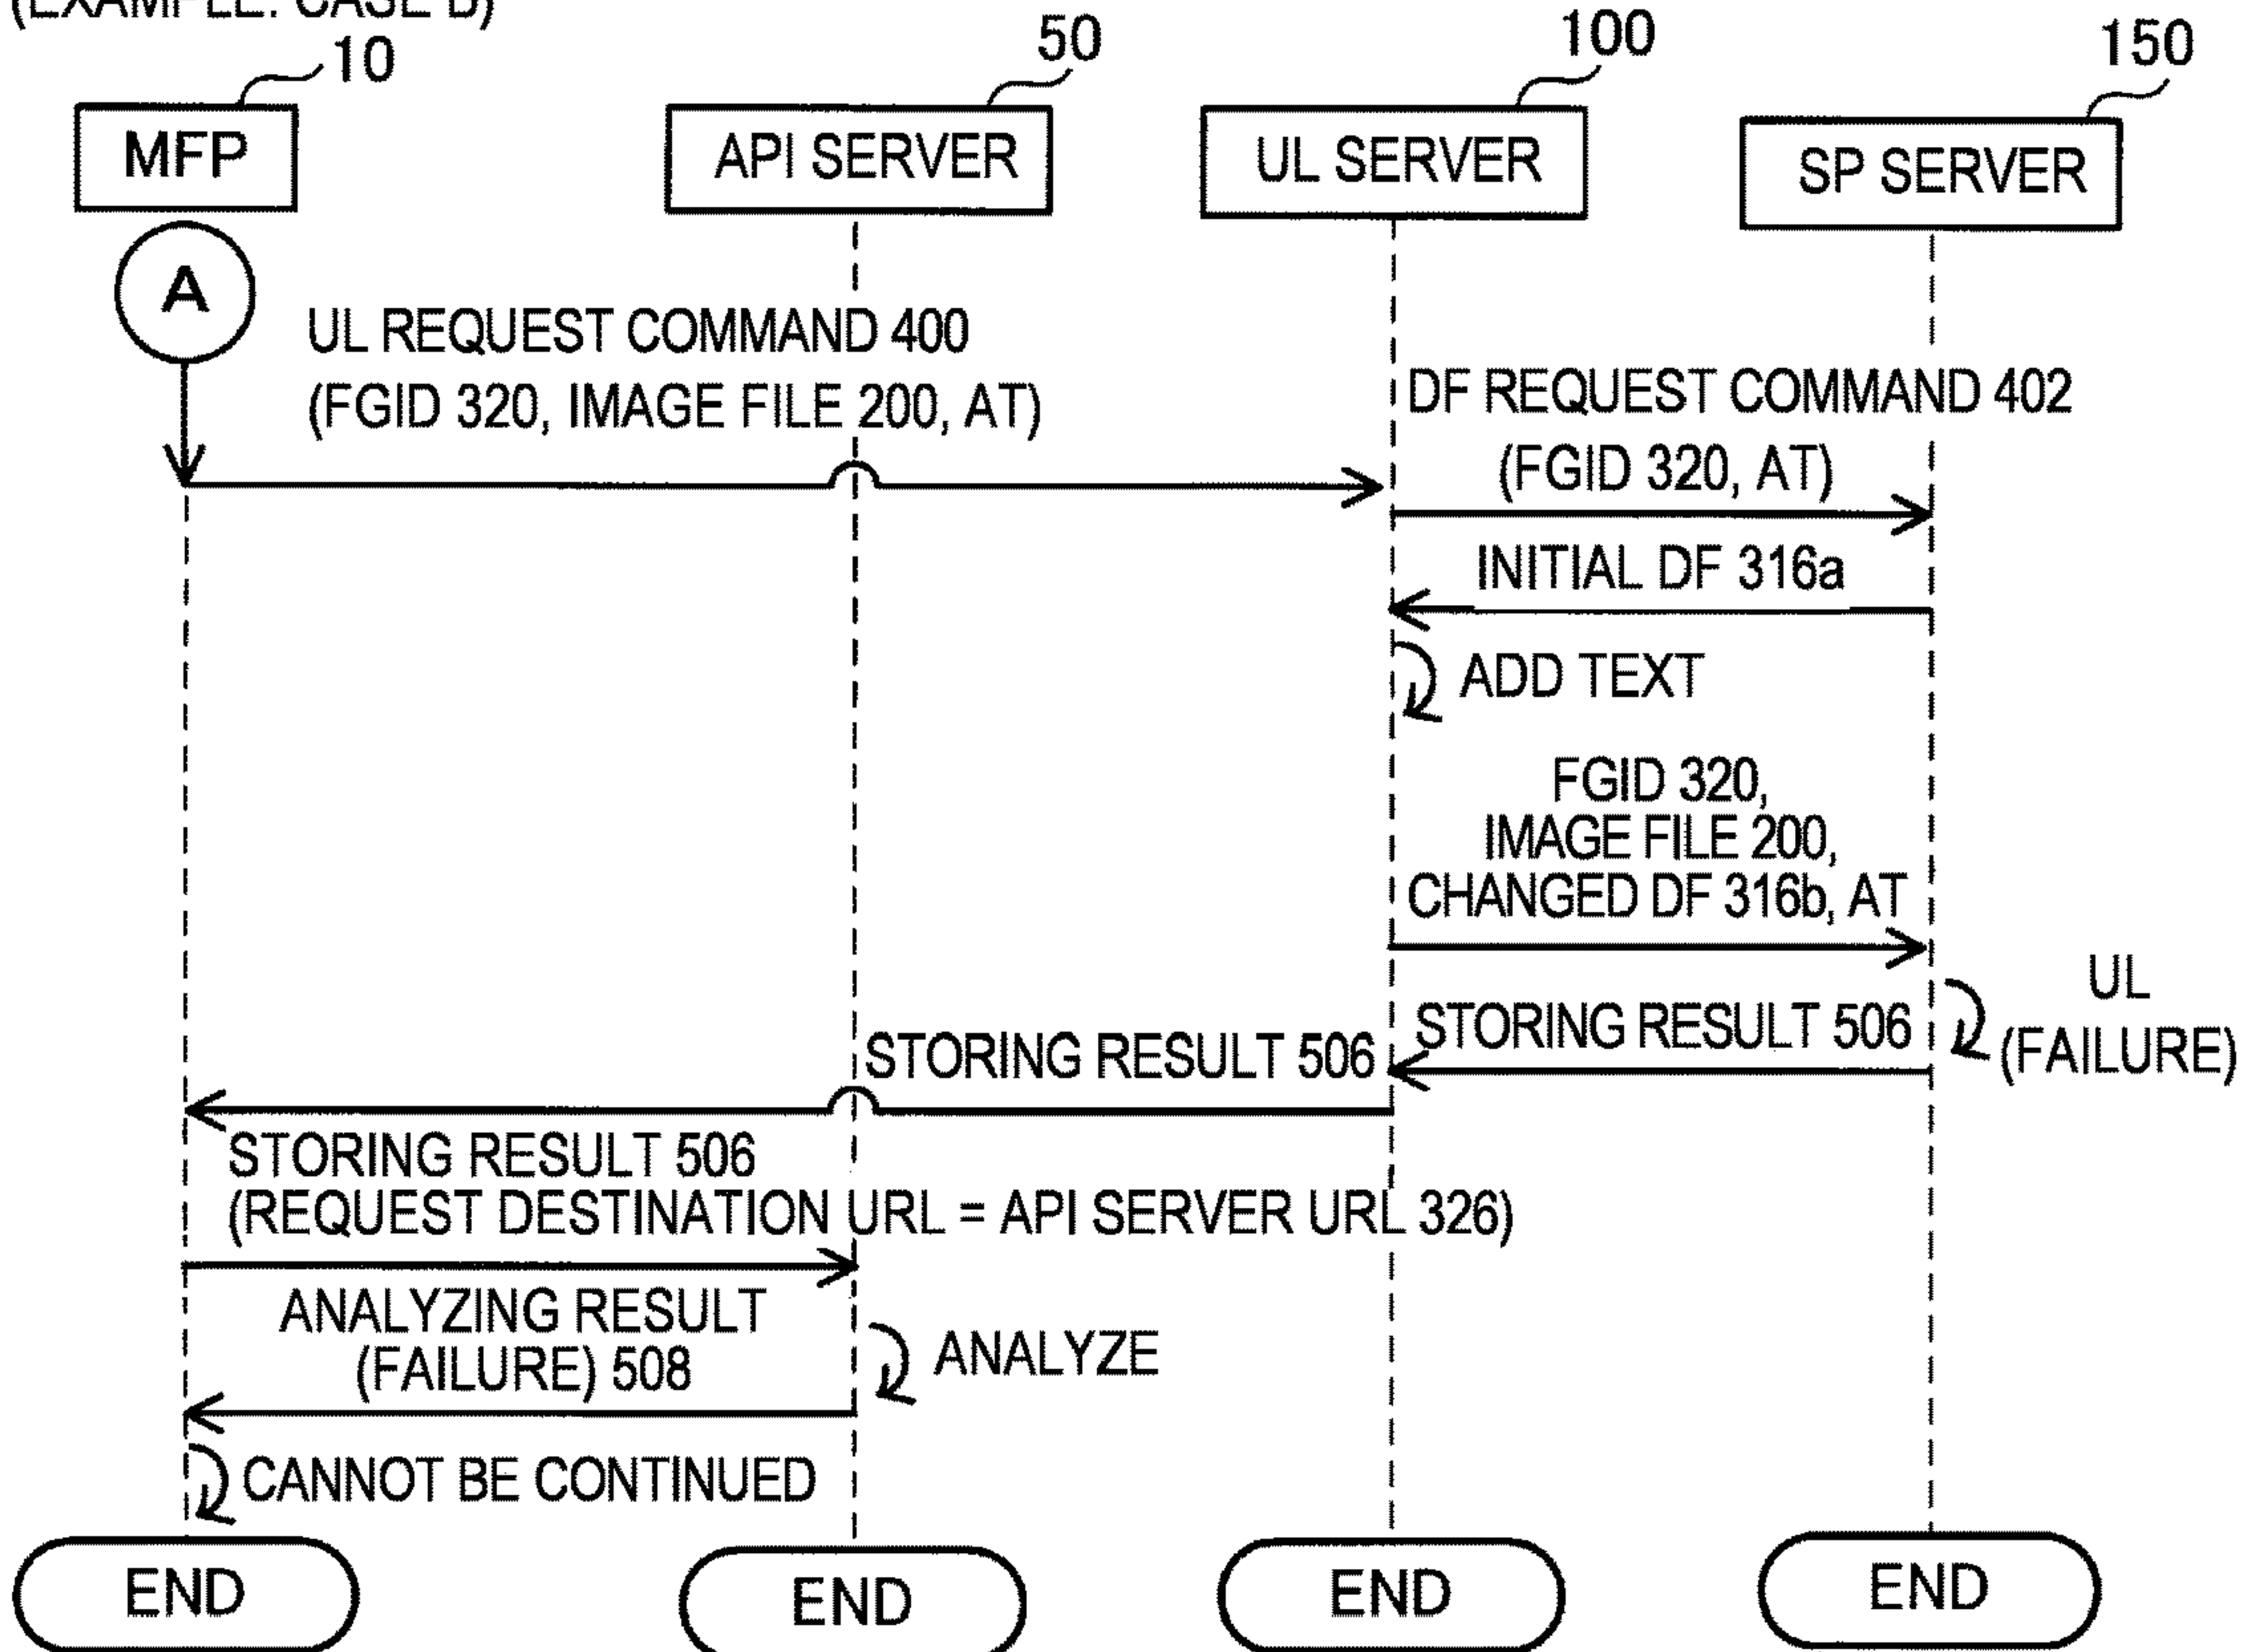 (EXAMPLE: CASE B)
10
50
100
150
MFP
API SERVER
UL SERVER
SP SERVER
A
UL REQUEST COMMAND 400
(FGID 320, IMAGE FILE 200, AT)
DF REQUEST COMMAND 402
(FGID 320, AT)
INITIAL DF 316a
ADD TEXT
FGID 320,
IMAGE FILE 200,
CHANGED DF 316b, AT
UL
(FAILURE)
STORING RESULT 506
STORING RESULT 506
STORING RESULT 506
(REQUEST DESTINATION URL = API SERVER URL 326)
ANALYZING RESULT
(FAILURE) 508
ANALYZE
CANNOT BE CONTINUED
END
END
END
END